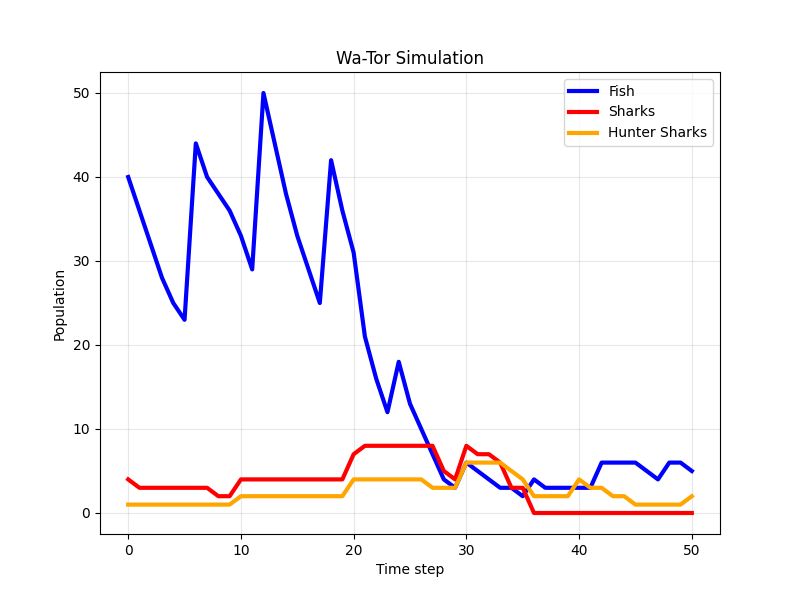 Wa-Tor Simulation
Fish
Sharks
Hunter Sharks
50
40
30
20
10
0
Population
0 10 20 30 40 50
Time step